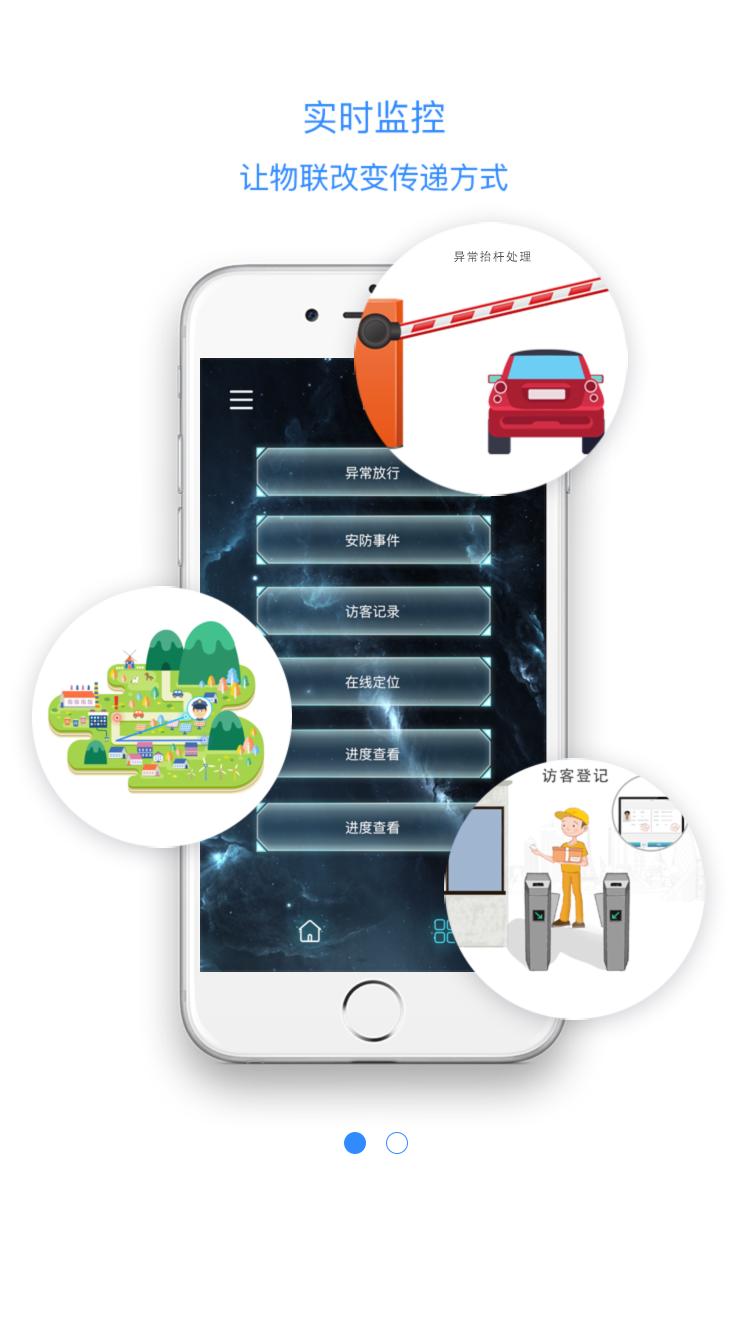 实时监控
让物联改变传递方式
异常抬杆处理
异常放行
安防事件
访客记录
在线定位
进度查看
访客登记
进度查看